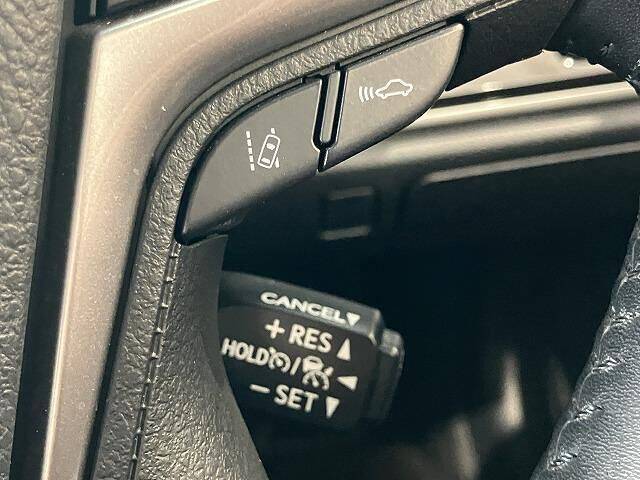 CANCEL▼
+ RES ▲
HOLD / ◄
− SET ▼